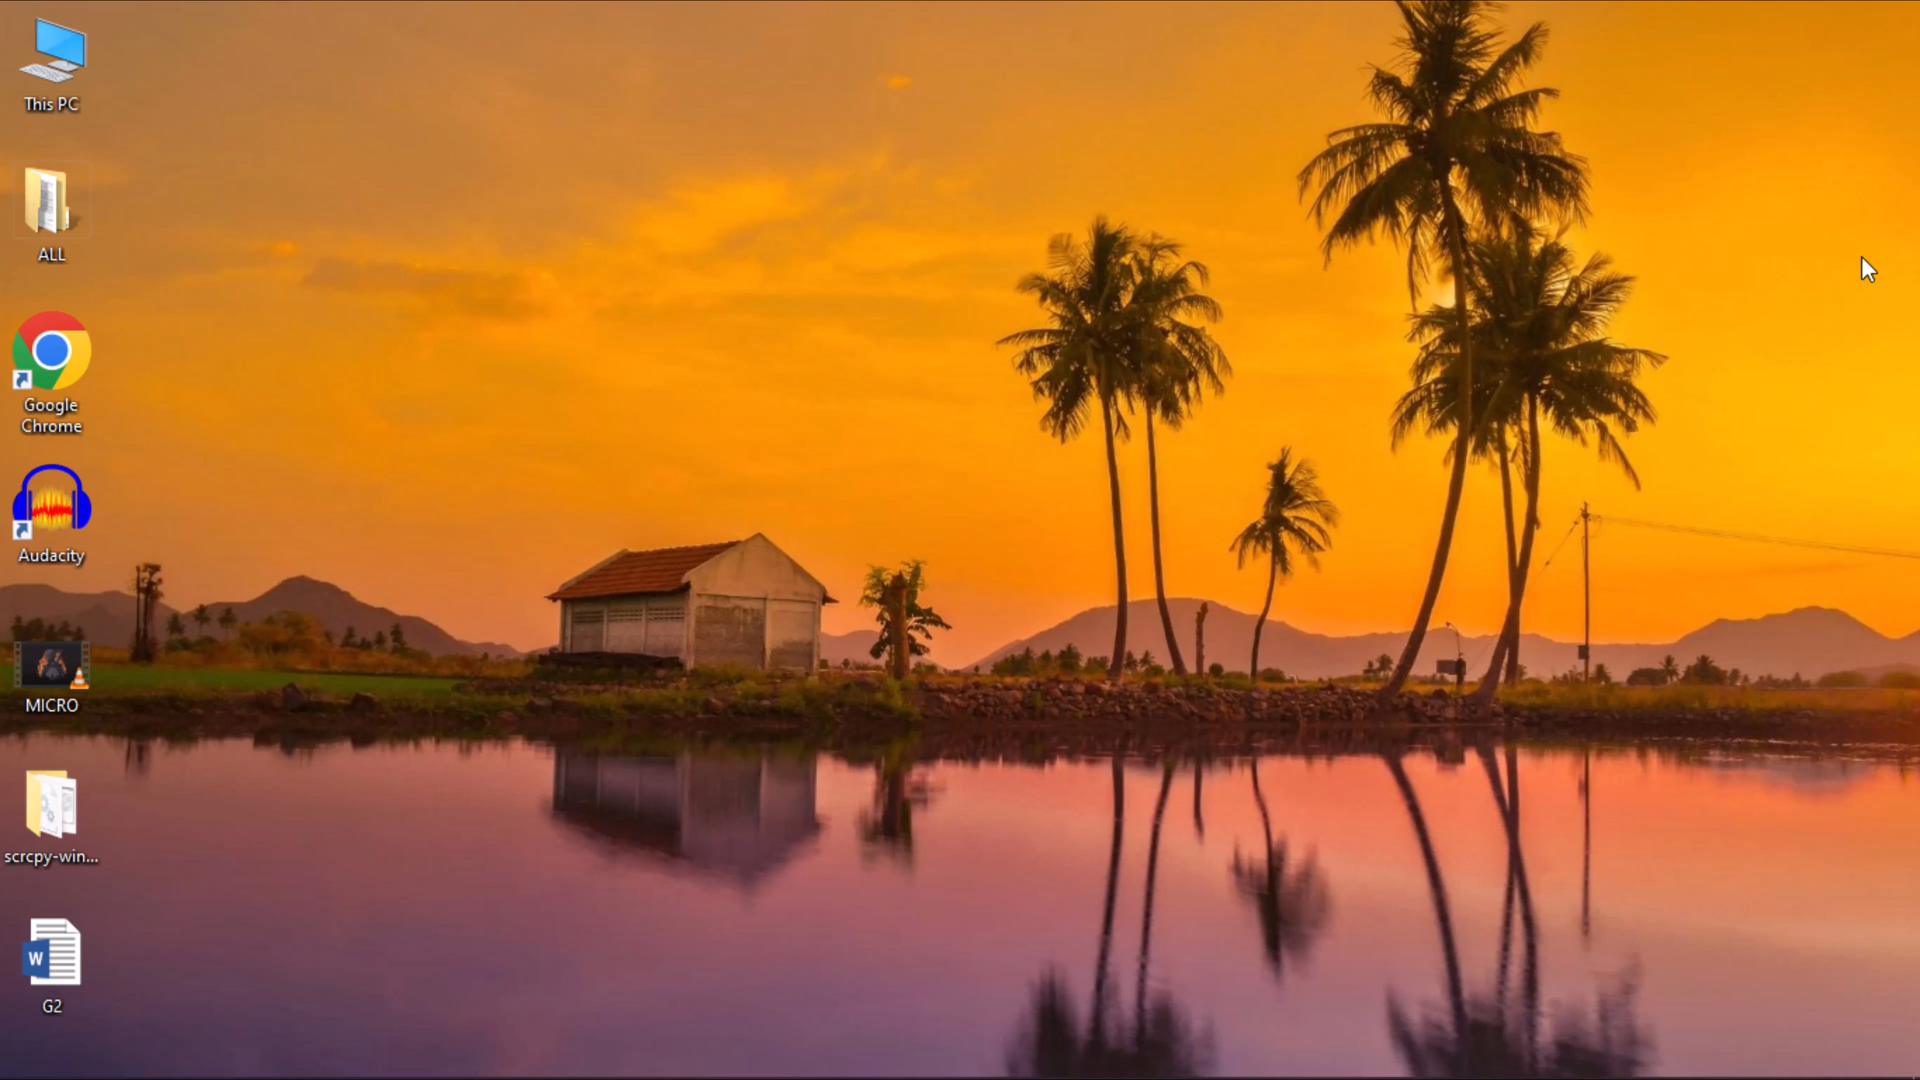 This PC
ALL
Google
Chrome
Audacity
MICRO
scrcpy-win...
W
G2